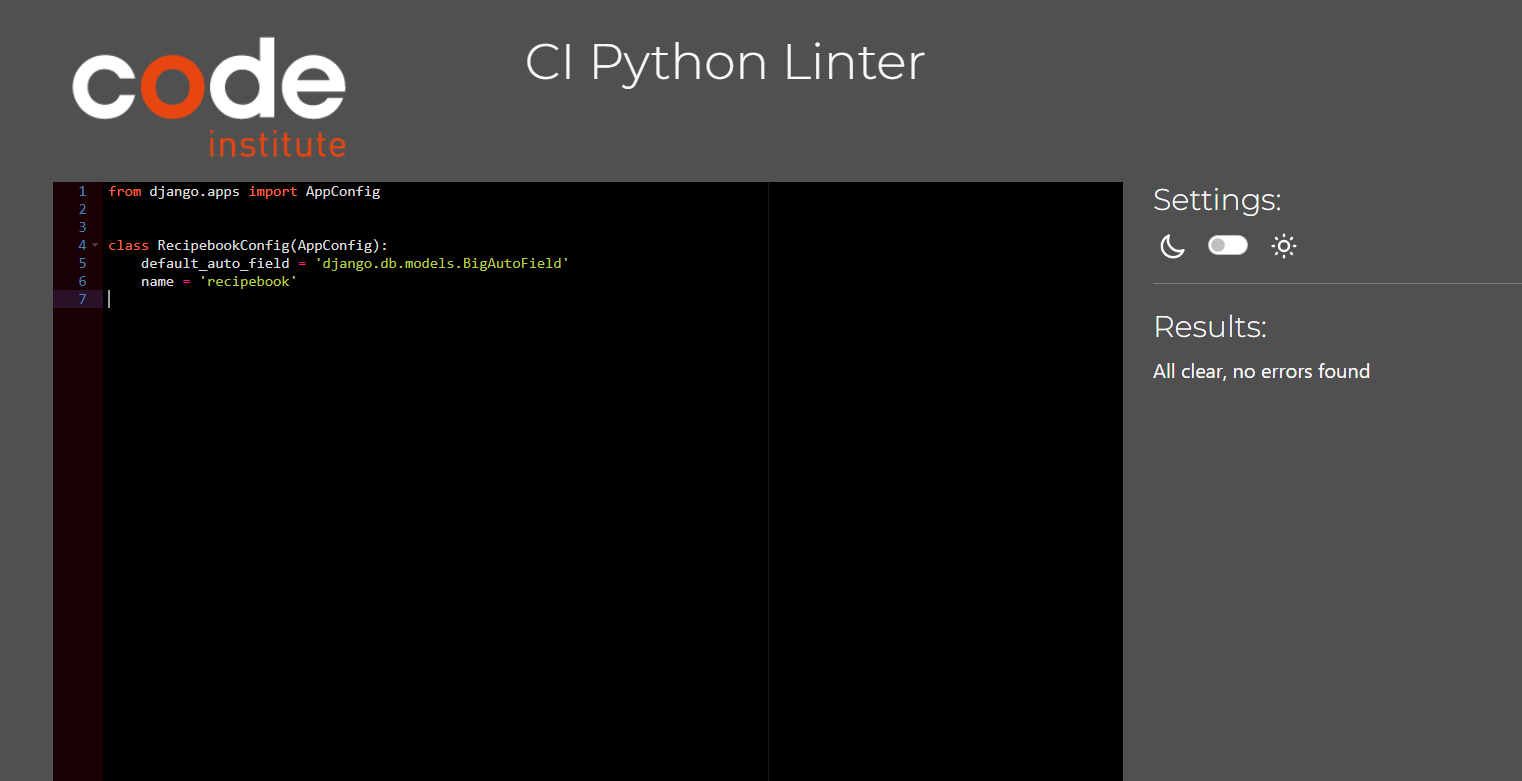 code
institute
CI Python Linter
1 from django.apps import AppConfig
2
3
4 class RecipebookConfig(AppConfig):
5     default_auto_field = 'django.db.models.BigAutoField'
6     name = 'recipebook'
7
Settings:
Results:
All clear, no errors found